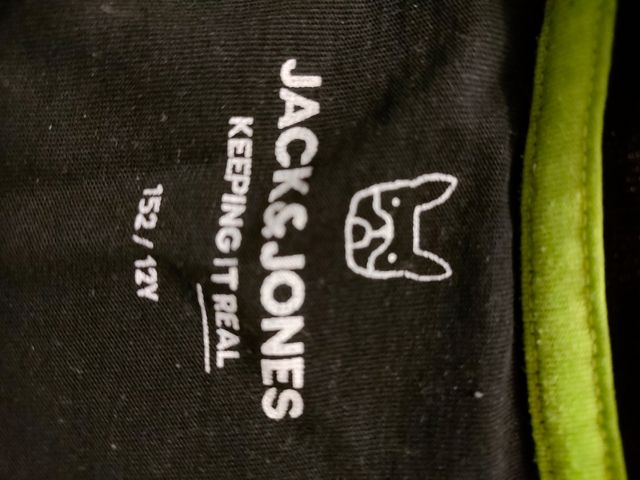 JACK&JONES
KEEPING IT REAL
152 / 12Y